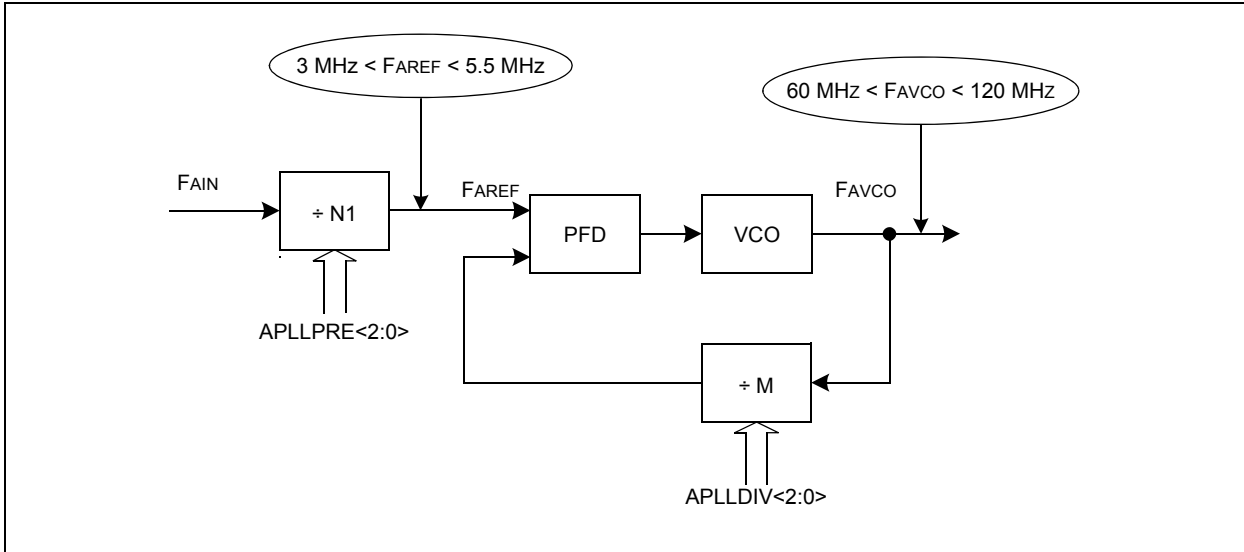 3 MHz < FAREF < 5.5 MHz
60 MHz < FAVCO < 120 MHz
FAIN
÷ N1
FAREF
PFD
VCO
FAVCO
APLLPRE<2:0>
÷ M
APLLDIV<2:0>